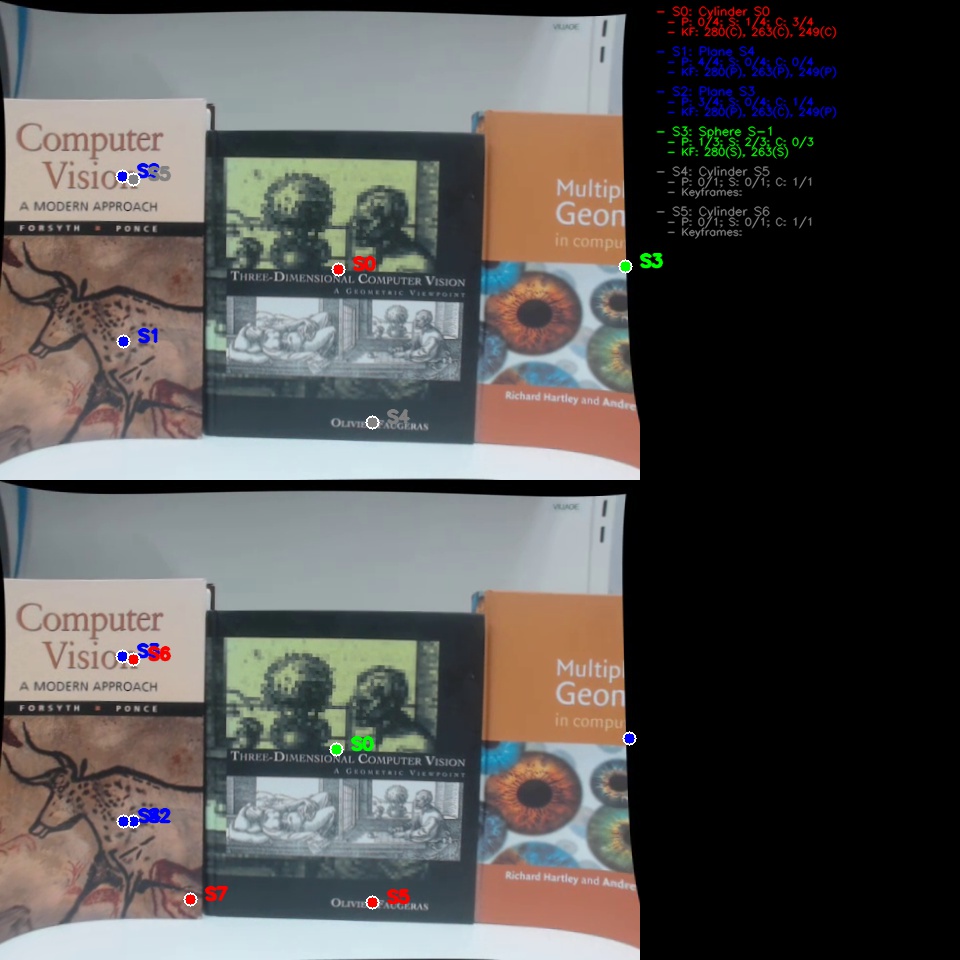 - S0: Cylinder S0
- P: 0/4; S: 1/4; C: 3/4
- KF: 280(C), 263(C), 249(C)
- S1: Plane S4
- P: 4/4; S: 0/4; C: 0/4
- KF: 280(P), 263(P), 249(P)
- S2: Plane S3
- P: 3/4; S: 0/4; C: 1/4
- KF: 280(P), 263(C), 249(P)
- S3: Sphere S-1
- P: 1/3; S: 2/3; C: 0/3
- KF: 280(S), 263(S)
- S4: Cylinder S5
- P: 0/1; S: 0/1; C: 1/1
- Keyframes:
- S5: Cylinder S6
- P: 0/1; S: 0/1; C: 1/1
- Keyframes:
Computer
Vision
A MODERN APPROACH
FORSYTH PONCE
S1
S0
THREE-DIMENSIONAL COMPUTER VISION
A GEOMETRIC VIEWPOINT
S4
Multipl
Geom
in compu
S3
Richard Hartley and Andre
Computer
Vision
S6
A MODERN APPROACH
FORSYTH PONCE
S7
S0
THREE-DIMENSIONAL COMPUTER VISION
A GEOMETRIC VIEWPOINT
S5
Multipl
Geom
in compu
Richard Hartley and Andre